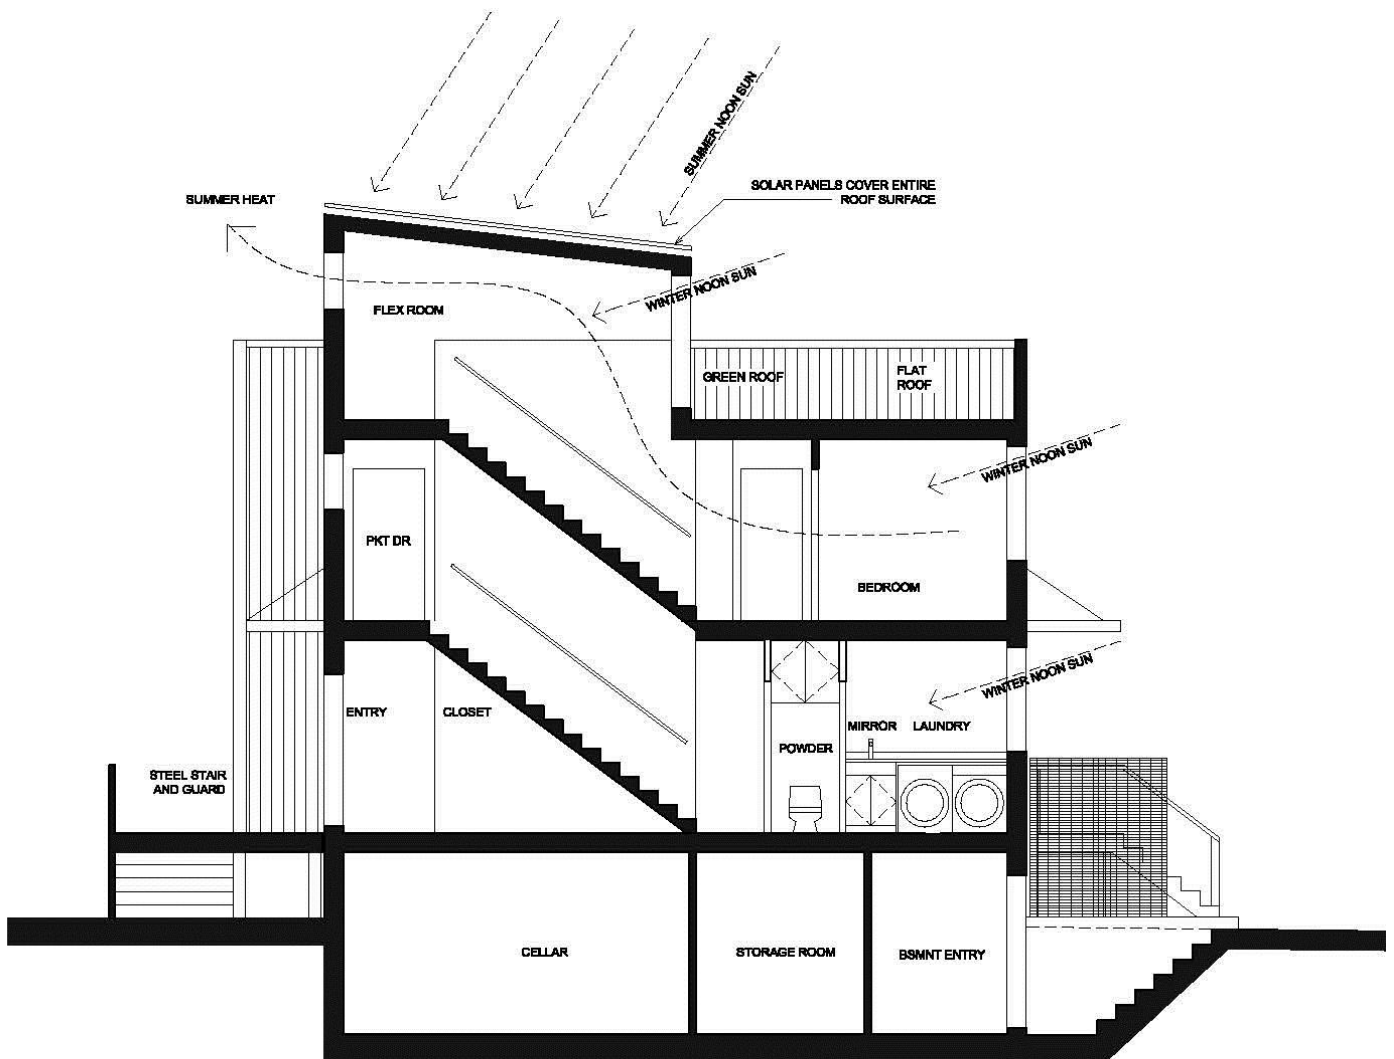 SUMMER NOON SUN
SOLAR PANELS COVER ENTIRE
ROOF SURFACE
SUMMER HEAT
WINTER NOON SUN
FLEX ROOM
GREEN ROOF
FLAT
ROOF
WINTER NOON SUN
PKT DR
BEDROOM
WINTER NOON SUN
ENTRY
CLOSET
MIRROR
LAUNDRY
POWDER
STEEL STAIR
AND GUARD
CELLAR
STORAGE ROOM
BSMNT ENTRY